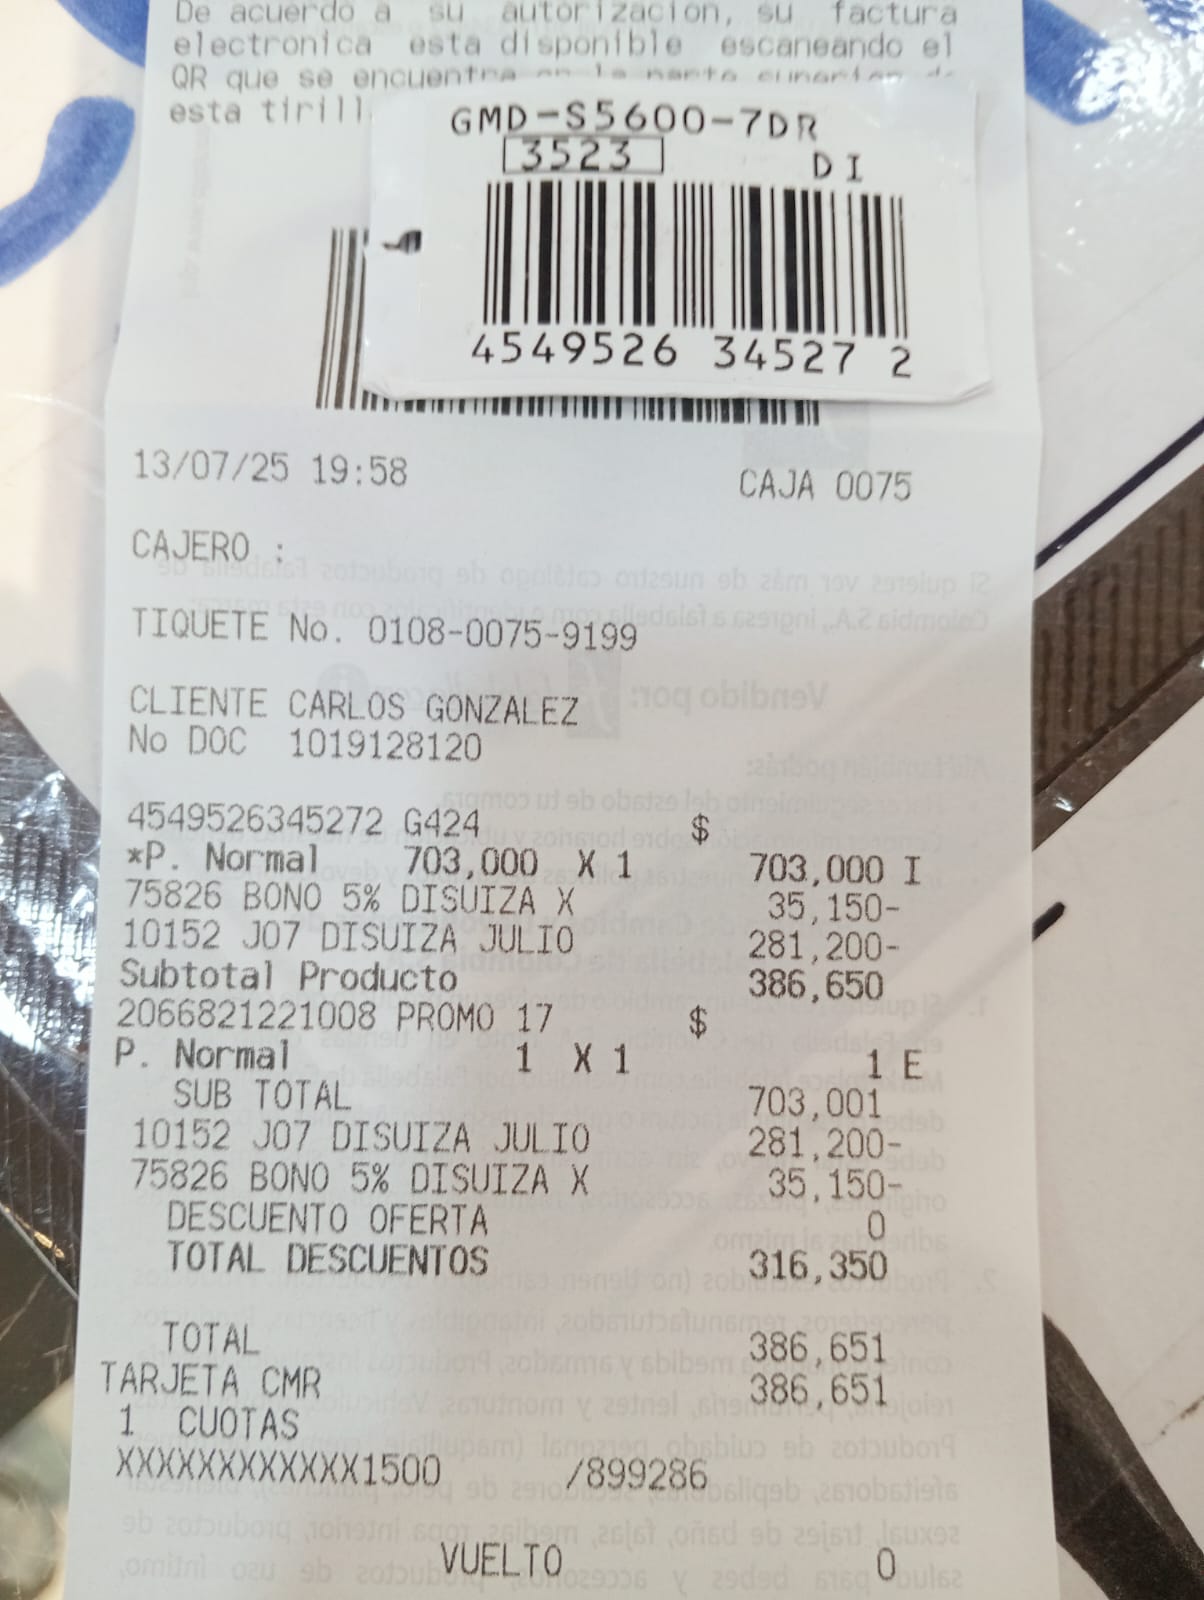 De acuerdo a su autorizacion, su factura
electronica esta disponible escaneando el
QR que se encuentra en la parte superior de
esta tirill
GMD-S5600-7DR
3523
DI
4549526 34527 2
13/07/25 19:58 CAJA 0075
CAJERO :
TIQUETE No. 0108-0075-9199
CLIENTE CARLOS GONZALEZ
No DOC 1019128120
4549526345272 G424 $
*P. Normal 703,000 X 1 703,000 I
75826 BONO 5% DISUIZA X 35,150-
10152 J07 DISUIZA JULIO 281,200-
Subtotal Producto 386,650
2066821221008 PROMO 17 $
P. Normal 1 X 1 1 E
SUB TOTAL 703,001
10152 J07 DISUIZA JULIO 281,200-
75826 BONO 5% DISUIZA X 35,150-
DESCUENTO OFERTA 0
TOTAL DESCUENTOS 316,350
TOTAL 386,651
TARJETA CMR 386,651
1 CUOTAS
XXXXXXXXXXXX1500 /899286
VUELTO 0